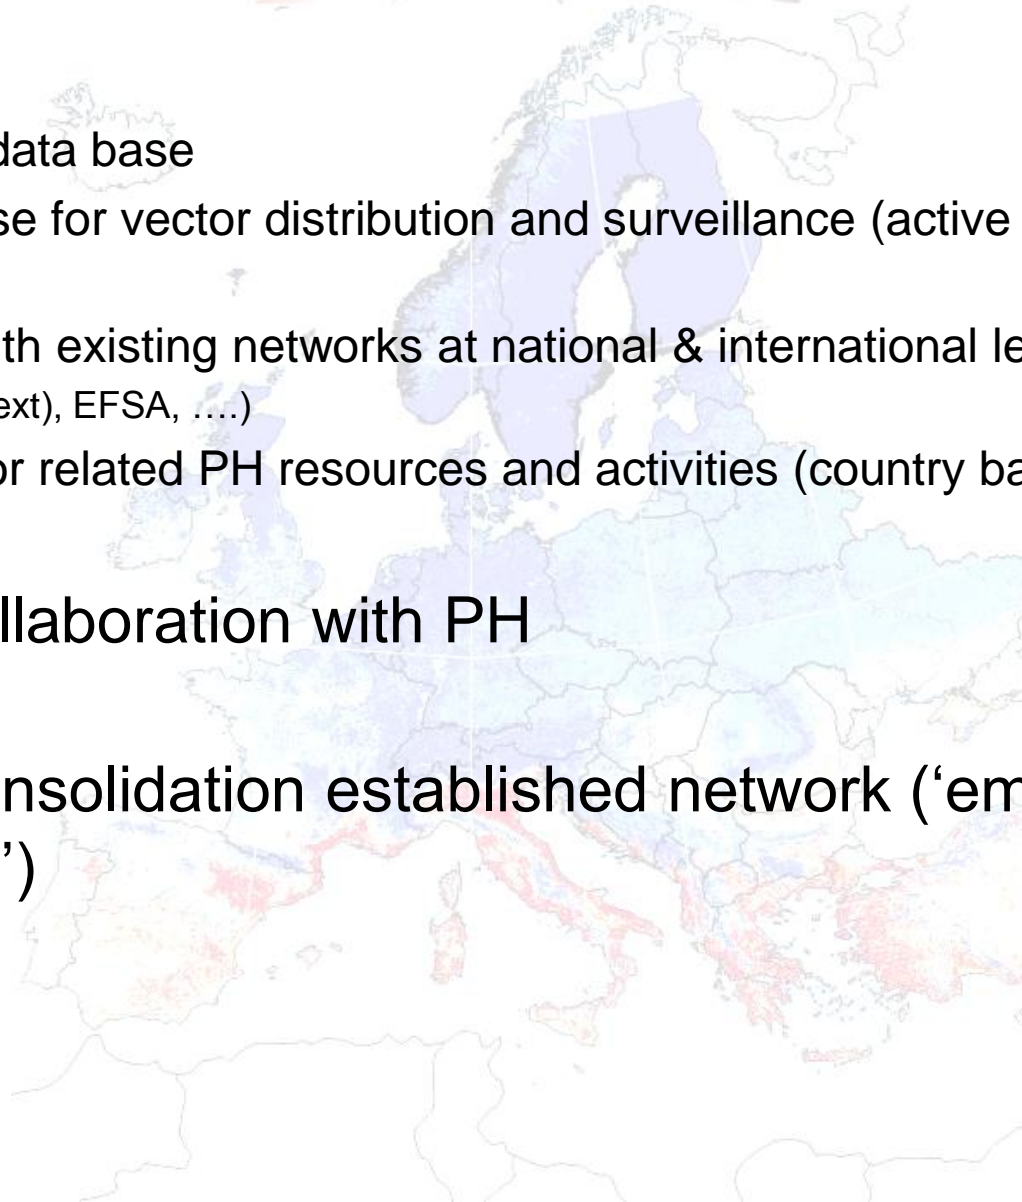 data base
se for vector distribution and surveillance (active
th existing networks at national & international le
ext), EFSA, ….)
or related PH resources and activities (country ba
llaboration with PH
nsolidation established network (‘em
’)